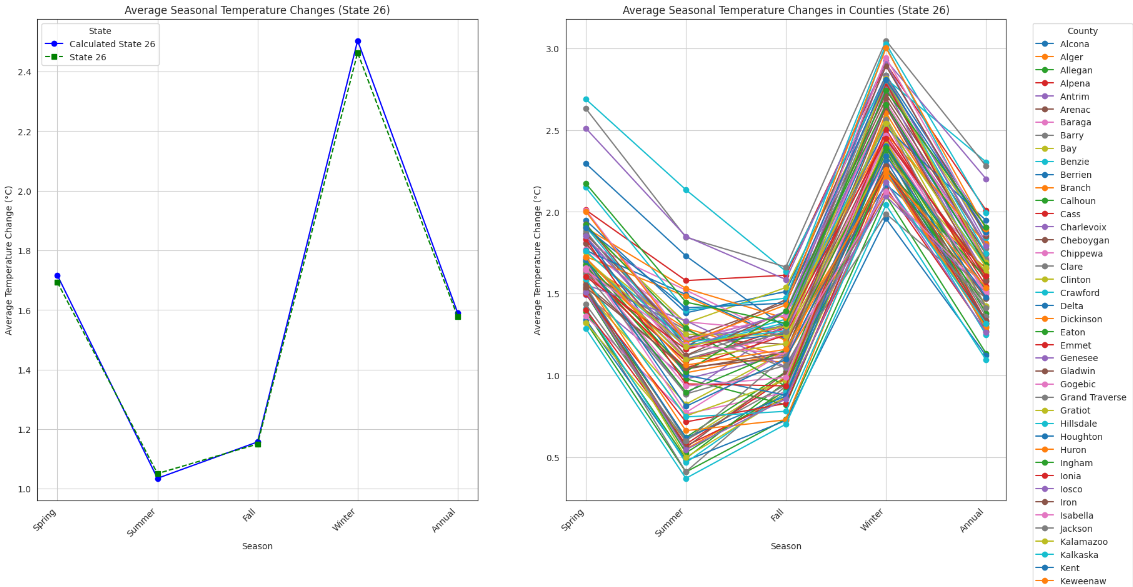 Average Seasonal Temperature Changes (State 26)
State
Calculated State 26
State 26
2.4
2.2
2.0
1.8
1.6
1.4
1.2
1.0
Average Temperature Change (°C)
Spring
Summer
Fall
Winter
Annual
Season
Average Seasonal Temperature Changes in Counties (State 26)
3.0
2.5
2.0
1.5
1.0
0.5
Average Temperature Change (°C)
Spring
Summer
Fall
Winter
Annual
Season
County
Alcona
Alger
Allegan
Alpena
Antrim
Arenac
Baraga
Barry
Bay
Benzie
Berrien
Branch
Calhoun
Cass
Charlevoix
Cheboygan
Chippewa
Clare
Clinton
Crawford
Delta
Dickinson
Eaton
Emmet
Genesee
Gladwin
Gogebic
Grand Traverse
Gratiot
Hillsdale
Houghton
Huron
Ingham
Ionia
Iosco
Iron
Isabella
Jackson
Kalamazoo
Kalkaska
Kent
Keweenaw